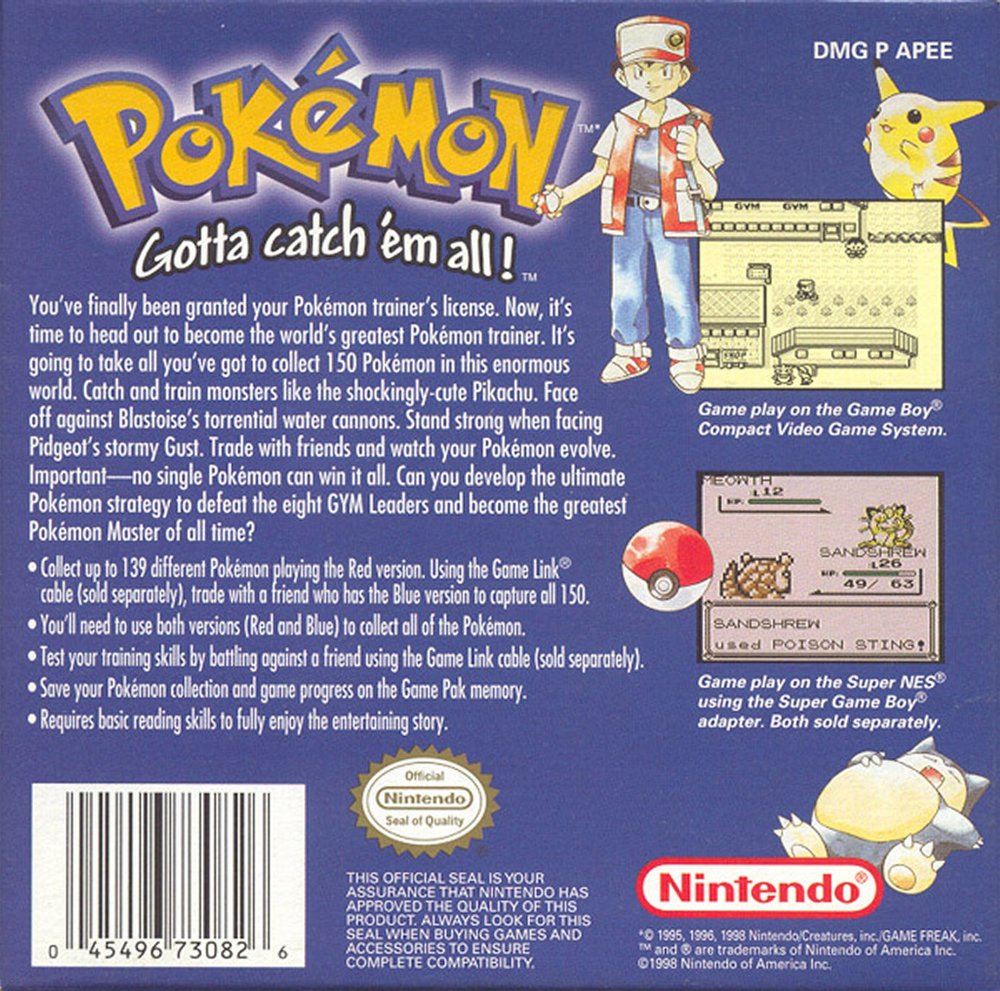 DMG P APEE
POKéMON
TM*
Gotta catch 'em all!
TM
You've finally been granted your Pokémon trainer's license. Now, it's
time to head out to become the world's greatest Pokémon trainer. It's
going to take all you've got to collect 150 Pokémon in this enormous
world. Catch and train monsters like the shockingly-cute Pikachu. Face
off against Blastoise's torrential water cannons. Stand strong when facing
Pidgeot's stormy Gust. Trade with friends and watch your Pokémon evolve.
Important—no single Pokémon can win it all. Can you develop the ultimate
Pokémon strategy to defeat the eight GYM Leaders and become the greatest
Pokémon Master of all time?
• Collect up to 139 different Pokémon playing the Red version. Using the Game Link®
cable (sold separately), trade with a friend who has the Blue version to capture all 150.
• You'll need to use both versions (Red and Blue) to collect all of the Pokémon.
• Test your training skills by battling against a friend using the Game Link cable (sold separately).
• Save your Pokémon collection and game progress on the Game Pak memory.
• Requires basic reading skills to fully enjoy the entertaining story.
GYM GYM
SHOP
Game play on the Game Boy®
Compact Video Game System.
MEOWTH
L12
HP:
SANDSHREW
L26
HP:
49/ 63
SANDSHREW
used POISON STING!
Game play on the Super NES®
using the Super Game Boy®
adapter. Both sold separately.
Official
Nintendo
Seal of Quality
THIS OFFICIAL SEAL IS YOUR
ASSURANCE THAT NINTENDO HAS
APPROVED THE QUALITY OF THIS
PRODUCT. ALWAYS LOOK FOR THIS
SEAL WHEN BUYING GAMES AND
ACCESSORIES TO ENSURE
COMPLETE COMPATIBILITY.
0 45496 73082 6
Nintendo®
*© 1995, 1996, 1998 Nintendo/Creatures, inc./GAME FREAK, inc.
TM and ® are trademarks of Nintendo of America Inc.
©1998 Nintendo of America Inc.